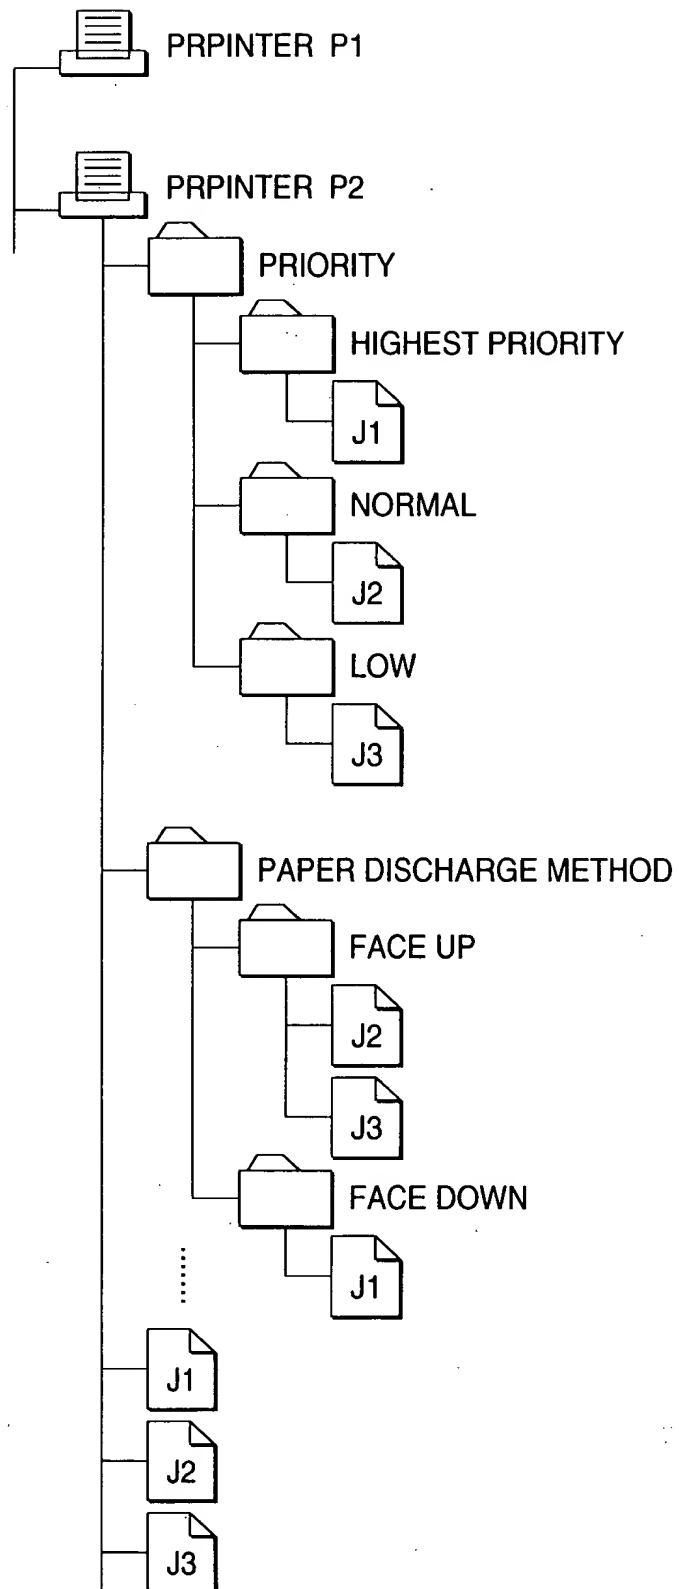 PRPINTER P1
PRPINTER P2
PRIORITY
HIGHEST PRIORITY
J1
NORMAL
J2
LOW
J3
PAPER DISCHARGE METHOD
FACE UP
J2
J3
FACE DOWN
J1
J1
J2
J3